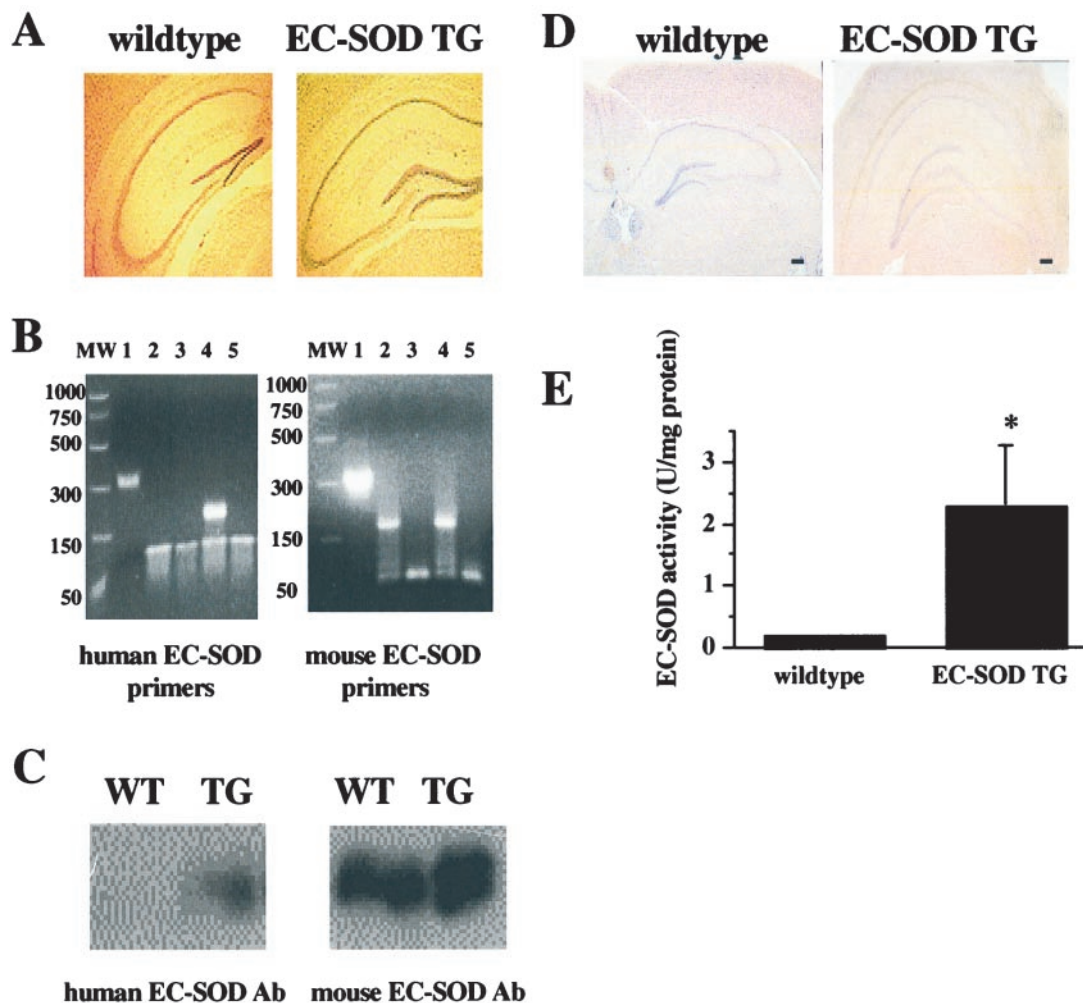 A
wildtype EC-SOD TG
B
MW 1 2 3 4 5
1000
750
500
300
150
50
human EC-SOD
primers
MW 1 2 3 4 5
1000
750
500
300
150
50
mouse EC-SOD
primers
C
WT TG
human EC-SOD Ab
WT TG
mouse EC-SOD Ab
D
wildtype EC-SOD TG
E
EC-SOD activity (U/mg protein)
3
2
1
0
*
wildtype EC-SOD TG